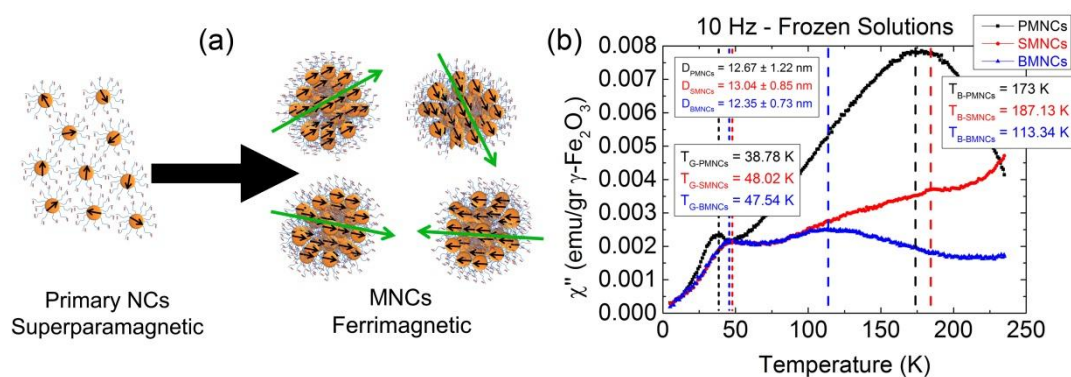 (a)
Primary NCs
Superparamagnetic
MNCs
Ferrimagnetic
(b)
10 Hz - Frozen Solutions
PMNCs
SMNCs
BMNCs
D_PMNCs = 12.67 ± 1.22 nm
D_SMNCs = 13.04 ± 0.85 nm
D_BMNCs = 12.35 ± 0.73 nm
T_B-PMNCs = 173 K
T_B-SMNCs = 187.13 K
T_B-BMNCs = 113.34 K
T_G-PMNCs = 38.78 K
T_G-SMNCs = 48.02 K
T_G-BMNCs = 47.54 K
χ" (emu/gr γ-Fe₂O₃)
0.008
0.007
0.006
0.005
0.004
0.003
0.002
0.001
0.000
0 50 100 150 200 250
Temperature (K)